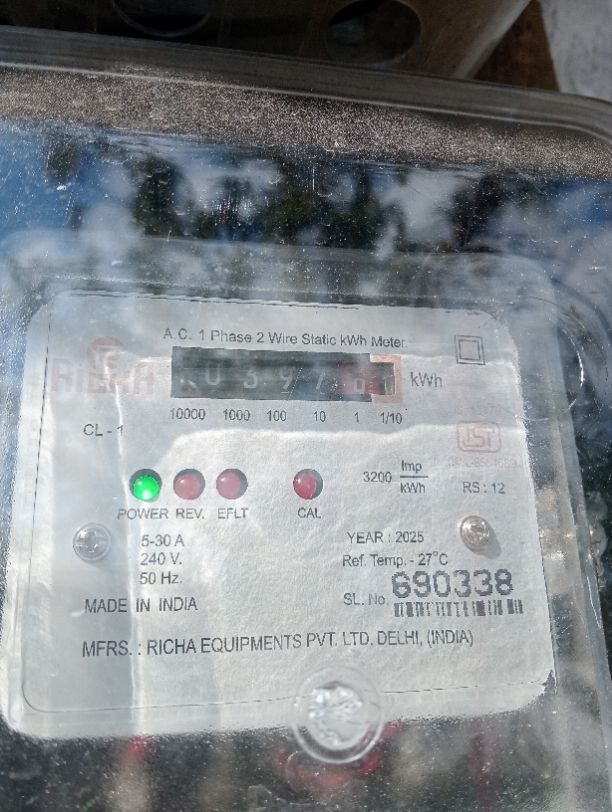 A.C. 1 Phase 2 Wire Static kWh Meter
RICHA
kWh
10000 1000 100 10 1 1/10
CL - 1
ISI
3200 Imp
kWh
RS : 12
POWER REV. EFLT CAL
5-30 A
240 V.
50 Hz.
YEAR : 2025
Ref. Temp. - 27°C
SL. No. 690338
MADE IN INDIA
MFRS. : RICHA EQUIPMENTS PVT. LTD. DELHI, (INDIA)